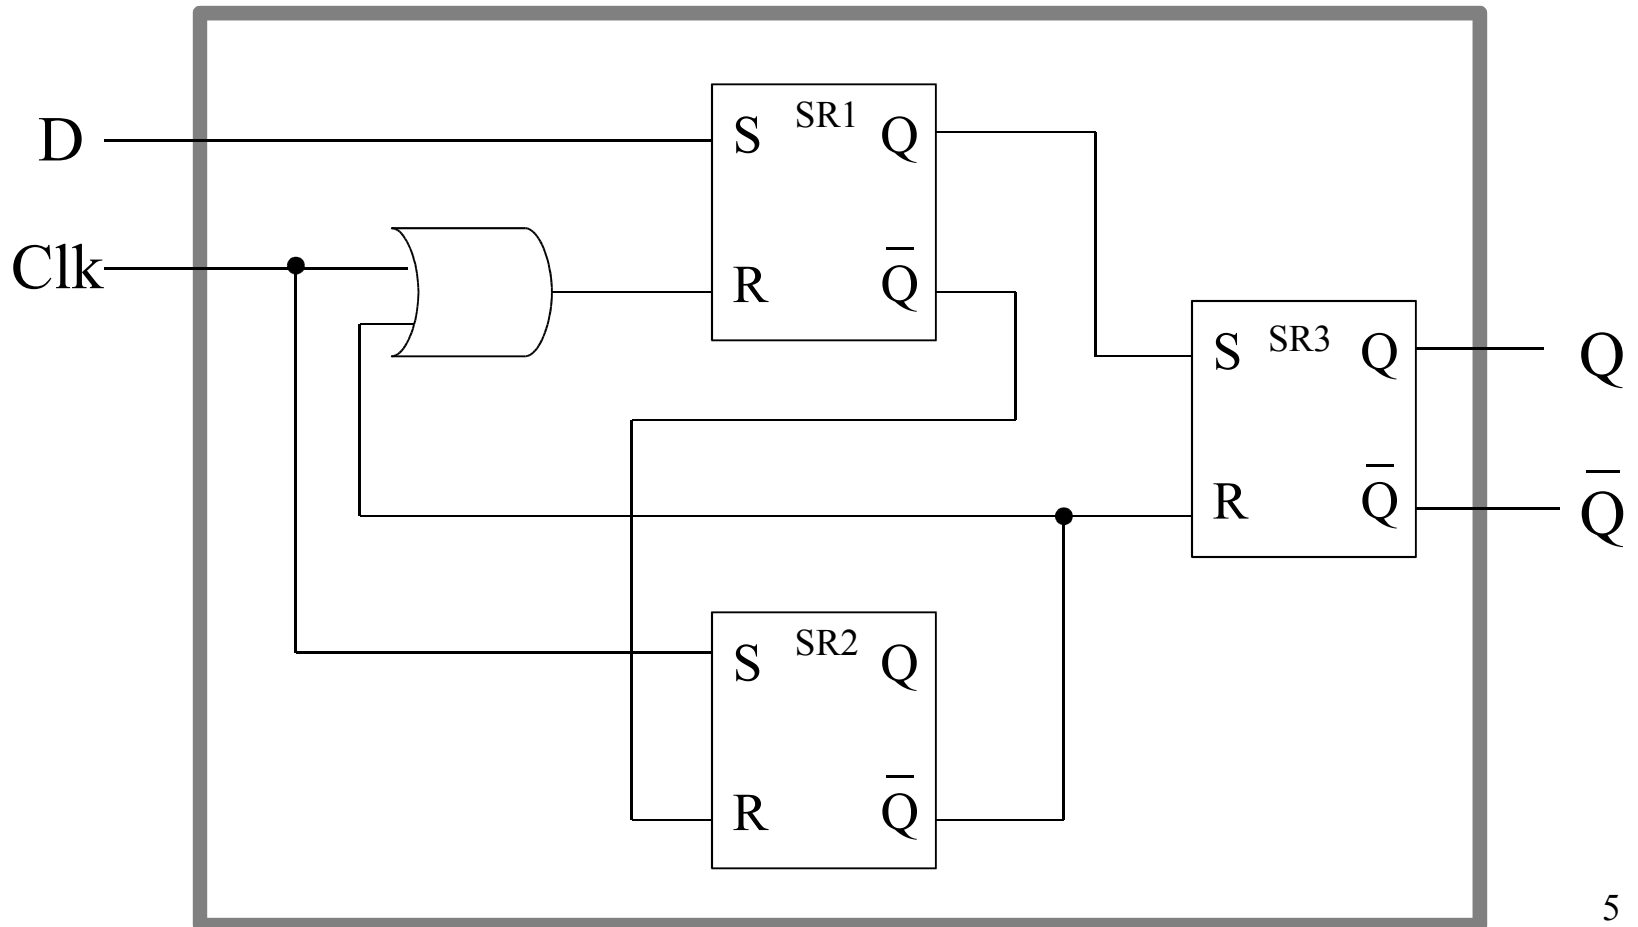 D
Clk
S SR1 Q
R Q̅
S SR3 Q
R Q̅
S SR2 Q
R Q̅
Q
Q̅
5